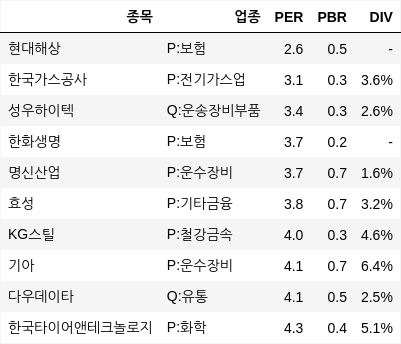 종목 업종 PER PBR DIV
현대해상 P:보험 2.6 0.5 -
한국가스공사 P:전기가스업 3.1 0.3 3.6%
성우하이텍 Q:운송장비부품 3.4 0.3 2.6%
한화생명 P:보험 3.7 0.2 -
명신산업 P:운수장비 3.7 0.7 1.6%
효성 P:기타금융 3.8 0.7 3.2%
KG스틸 P:철강금속 4.0 0.3 4.6%
기아 P:운수장비 4.1 0.7 6.4%
다우데이타 Q:유통 4.1 0.5 2.5%
한국타이어앤테크놀로지 P:화학 4.3 0.4 5.1%